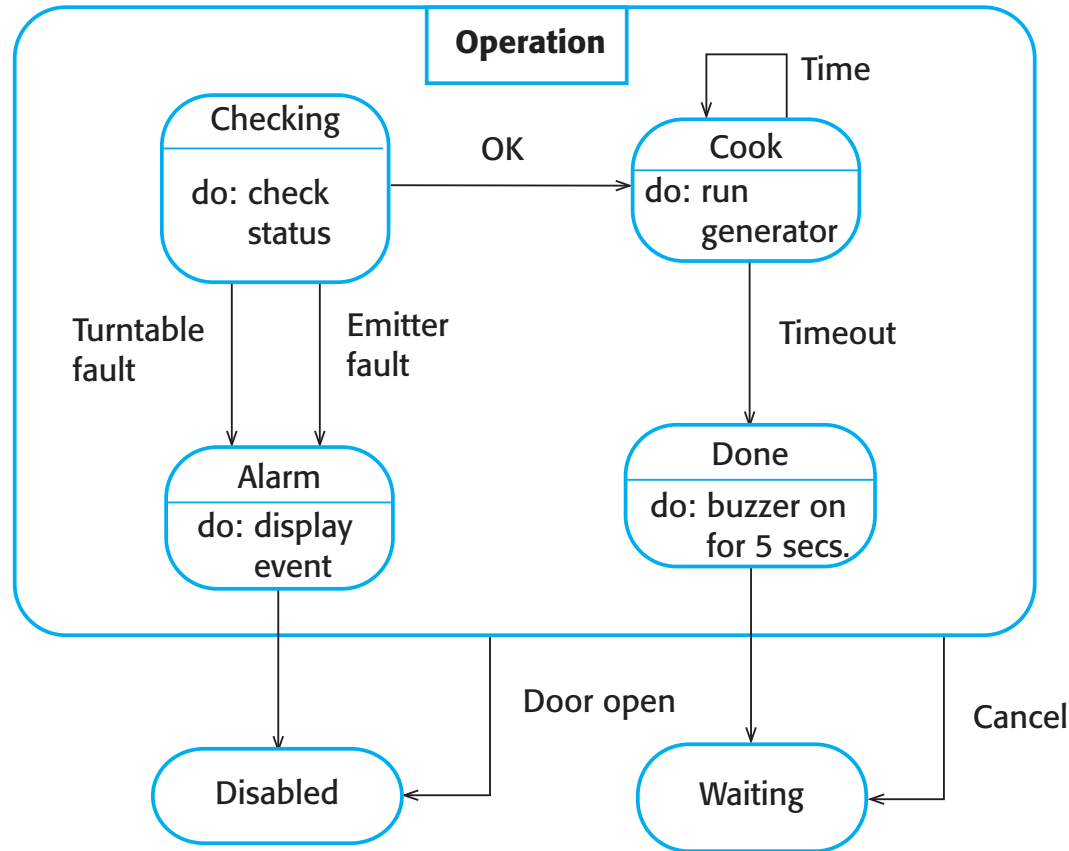 Operation
Time
Checking
OK
Cook
do: check
status
do: run
generator
Turntable
fault
Emitter
fault
Timeout
Alarm
Done
do: display
event
do: buzzer on
for 5 secs.
Door open
Cancel
Disabled
Waiting